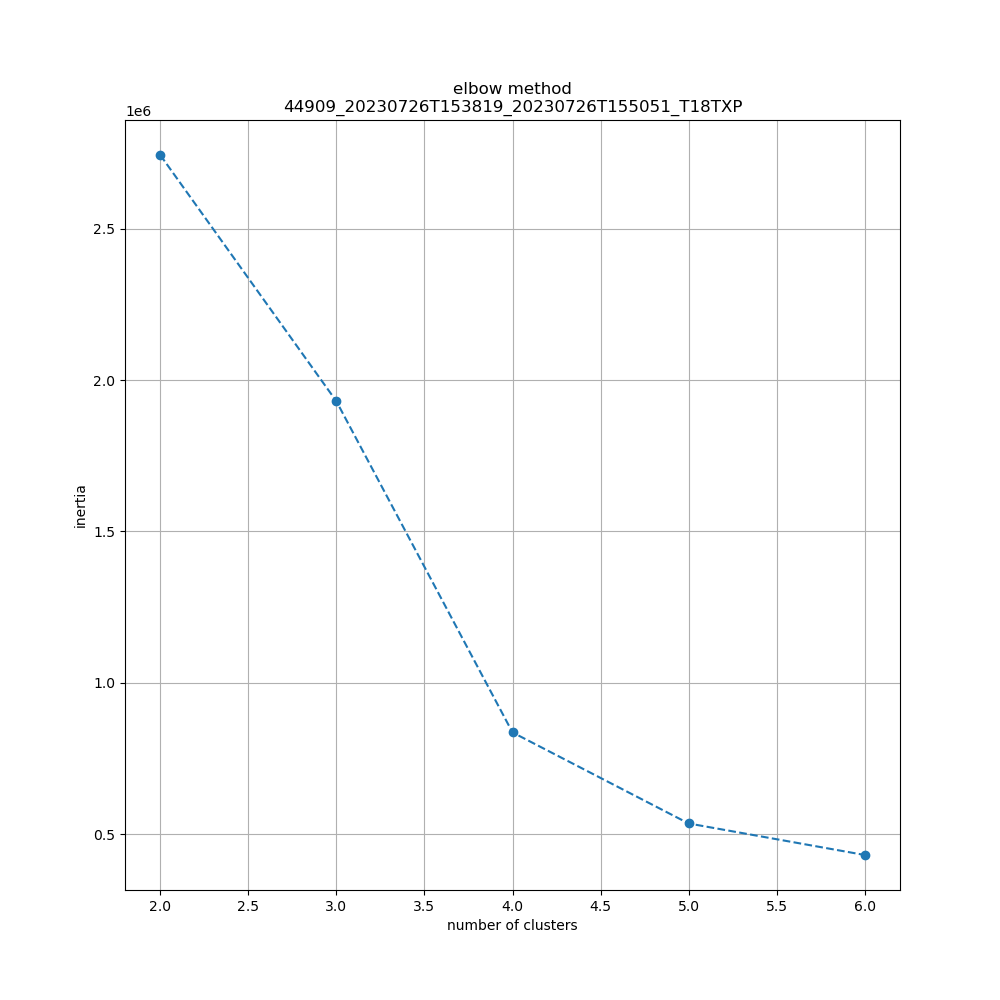 elbow method
44909_20230726T153819_20230726T155051_T18TXP
1e6
2.5
2.0
1.5
1.0
0.5
inertia
2.0 2.5 3.0 3.5 4.0 4.5 5.0 5.5 6.0
number of clusters